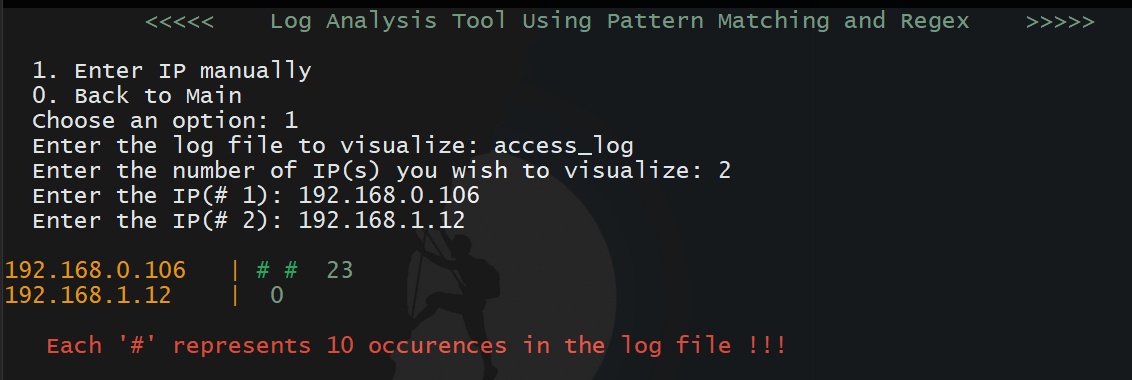 <<<<<    Log Analysis Tool Using Pattern Matching and Regex    >>>>>
1. Enter IP manually
0. Back to Main
Choose an option: 1
Enter the log file to visualize: access_log
Enter the number of IP(s) you wish to visualize: 2
Enter the IP(# 1): 192.168.0.106
Enter the IP(# 2): 192.168.1.12
192.168.0.106   | # #  23
192.168.1.12    |  0
Each '#' represents 10 occurences in the log file !!!